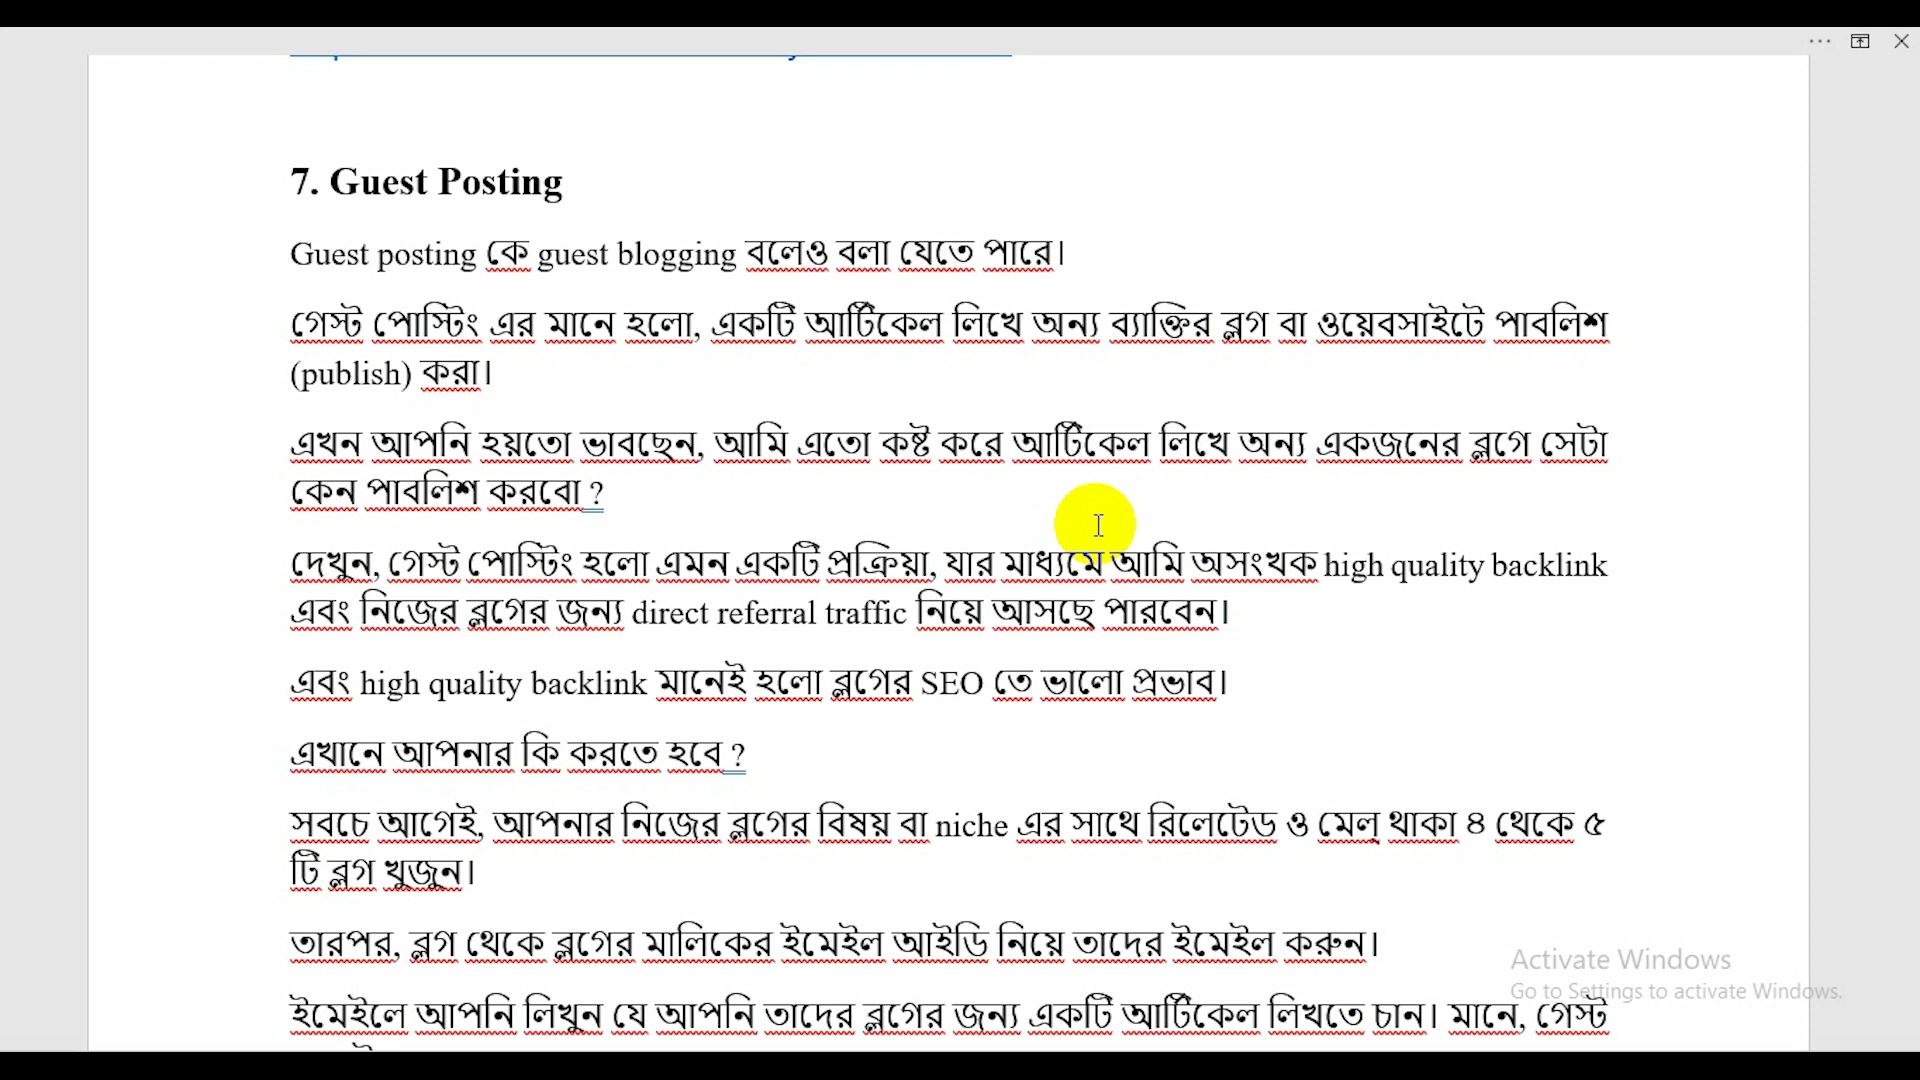 7. Guest Posting
Guest posting কে guest blogging বলেও বলা যেতে পারে।
গেস্ট পোস্টিং এর মানে হলো, একটি আর্টিকেল লিখে অন্য ব্যাক্তির ব্লগ বা ওয়েবসাইটে পাবলিশ
(publish) করা।
এখন আপনি হয়তো ভাবছেন, আমি এতো কষ্ট করে আর্টিকেল লিখে অন্য একজনের ব্লগে সেটা
কেন পাবলিশ করবো ?
দেখুন, গেস্ট পোস্টিং হলো এমন একটি প্রক্রিয়া, যার মাধ্যমে আমি অসংখক high quality backlink
এবং নিজের ব্লগের জন্য direct referral traffic নিয়ে আসছে পারবেন।
এবং high quality backlink মানেই হলো ব্লগের SEO তে ভালো প্রভাব।
এখানে আপনার কি করতে হবে ?
সবচে আগেই, আপনার নিজের ব্লগের বিষয় বা niche এর সাথে রিলেটেড ও মেল্ থাকা ৪ থেকে ৫
টি ব্লগ খুজুন।
তারপর, ব্লগ থেকে ব্লগের মালিকের ইমেইল আইডি নিয়ে তাদের ইমেইল করুন।
ইমেইলে আপনি লিখুন যে আপনি তাদের ব্লগের জন্য একটি আর্টিকেল লিখতে চান। মানে, গেস্ট
Activate Windows
Go to Settings to activate Windows.